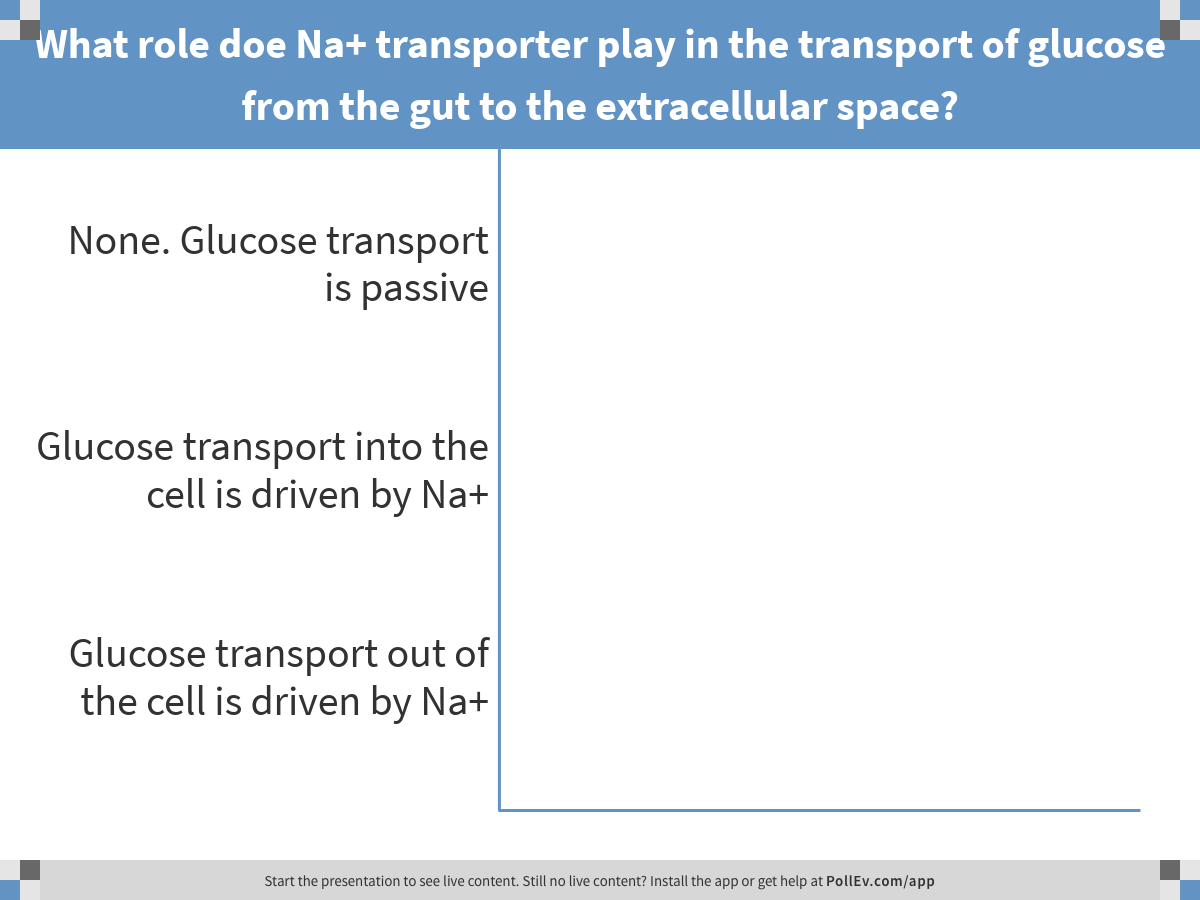 What role doe Na+ transporter play in the transport of glucose
from the gut to the extracellular space?
None. Glucose transport
is passive
Glucose transport into the
cell is driven by Na+
Glucose transport out of
the cell is driven by Na+
Start the presentation to see live content. Still no live content? Install the app or get help at PollEv.com/app